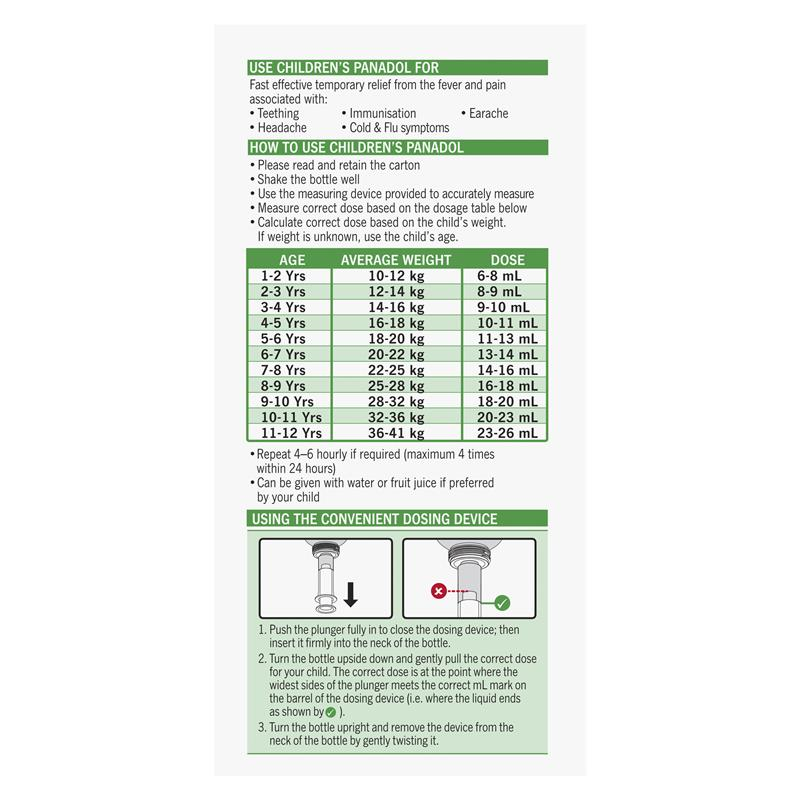 USE CHILDREN'S PANADOL FOR
Fast effective temporary relief from the fever and pain
associated with:
• Teething • Immunisation • Earache
• Headache • Cold & Flu symptoms
HOW TO USE CHILDREN'S PANADOL
• Please read and retain the carton
• Shake the bottle well
• Use the measuring device provided to accurately measure
• Measure correct dose based on the dosage table below
• Calculate correct dose based on the child's weight.
If weight is unknown, use the child's age.
AGE AVERAGE WEIGHT DOSE
1-2 Yrs 10-12 kg 6-8 mL
2-3 Yrs 12-14 kg 8-9 mL
3-4 Yrs 14-16 kg 9-10 mL
4-5 Yrs 16-18 kg 10-11 mL
5-6 Yrs 18-20 kg 11-13 mL
6-7 Yrs 20-22 kg 13-14 mL
7-8 Yrs 22-25 kg 14-16 mL
8-9 Yrs 25-28 kg 16-18 mL
9-10 Yrs 28-32 kg 18-20 mL
10-11 Yrs 32-36 kg 20-23 mL
11-12 Yrs 36-41 kg 23-26 mL
• Repeat 4–6 hourly if required (maximum 4 times
within 24 hours)
• Can be given with water or fruit juice if preferred
by your child
USING THE CONVENIENT DOSING DEVICE
1. Push the plunger fully in to close the dosing device; then
insert it firmly into the neck of the bottle.
2. Turn the bottle upside down and gently pull the correct dose
for your child. The correct dose is at the point where the
widest sides of the plunger meets the correct mL mark on
the barrel of the dosing device (i.e. where the liquid ends
as shown by ✓ ).
3. Turn the bottle upright and remove the device from the
neck of the bottle by gently twisting it.